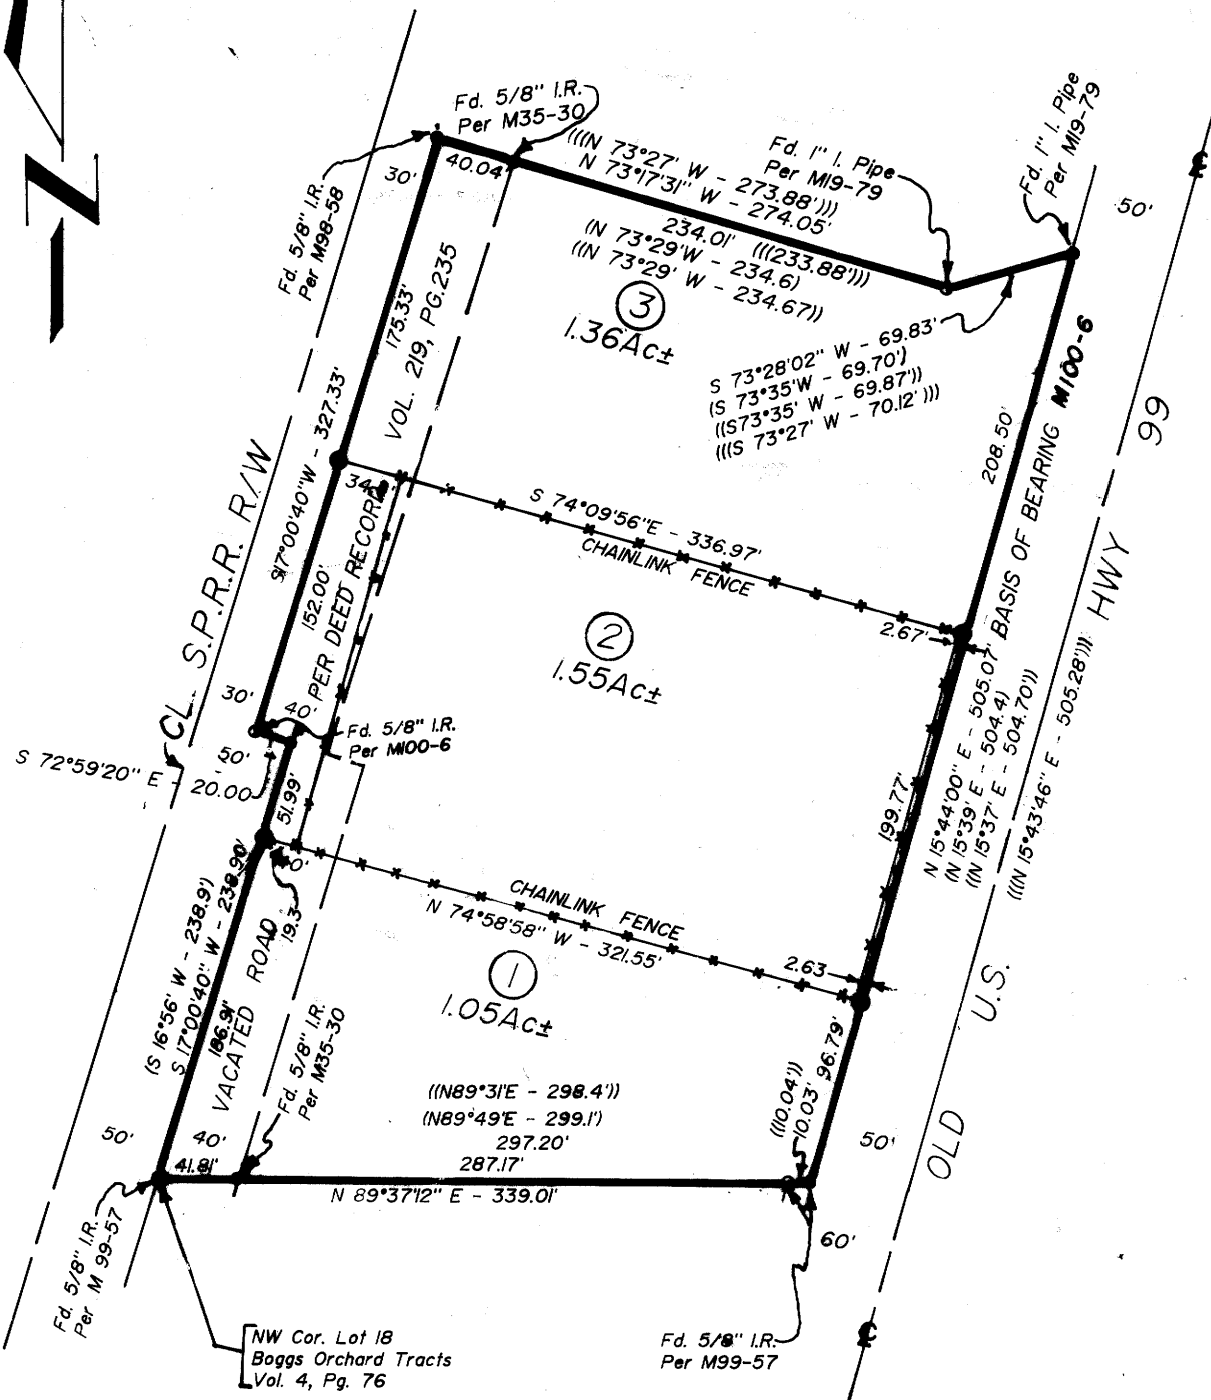 Fd. 5/8" I.R.
Per M35-30
Fd. 1" I. Pipe
Per M19-79
Fd. 1" I. Pipe
Per M19-79
Fd. 5/8" I.R.
Per M98-58
30'
40.04'
(((N 73°27' W - 273.88')))
N 73°17'31" W - 274.05'
234.01' (((233.88')))
(N 73°29'W - 234.6)
((N 73°29' W - 234.67))
50'
℄
3
1.36Ac±
S 73°28'02" W - 69.83'
(S 73°35'W - 69.70')
((S73°35' W - 69.87'))
(((S 73°27' W - 70.12')))
175.33'
VOL. 219, PG.235
PER DEED RECORD
S17°00'40"W - 327.33'
208.50'
BASIS OF BEARING M100-6
OLD U.S. HWY 99
S 74°09'56"E - 336.97'
CHAINLINK FENCE
152.00'
CL S.P.R.R. R/W
2
1.55Ac±
2.67'
30'
40'
50'
Fd. 5/8" I.R.
Per M100-6
S 72°59'20" E - 20.00
51.99'
199.77'
N 15°44'00" E - 505.07'
(N 15°39' E - 504.4)
((N 15°37' E - 504.70'))
(((N 15°43'46" E - 505.28')))
19.3
CHAINLINK FENCE
N 74°58'58" W - 321.55'
2.63
1
1.05Ac±
(S 16°56' W - 238.9')
S 17°00'40" W - 238.90'
186.91'
VACATED ROAD
Fd. 5/8" I.R.
Per M35-30
96.79'
((N89°31'E - 298.4'))
(N89°49'E - 299.1')
297.20'
287.17'
((10.04'))
10.03'
50'
50'
40'
41.81'
N 89°37'12" E - 339.01'
60'
Fd. 5/8" I.R.
Per M 99-57
NW Cor. Lot 18
Boggs Orchard Tracts
Vol. 4, Pg. 76
Fd. 5/8" I.R.
Per M99-57
℄